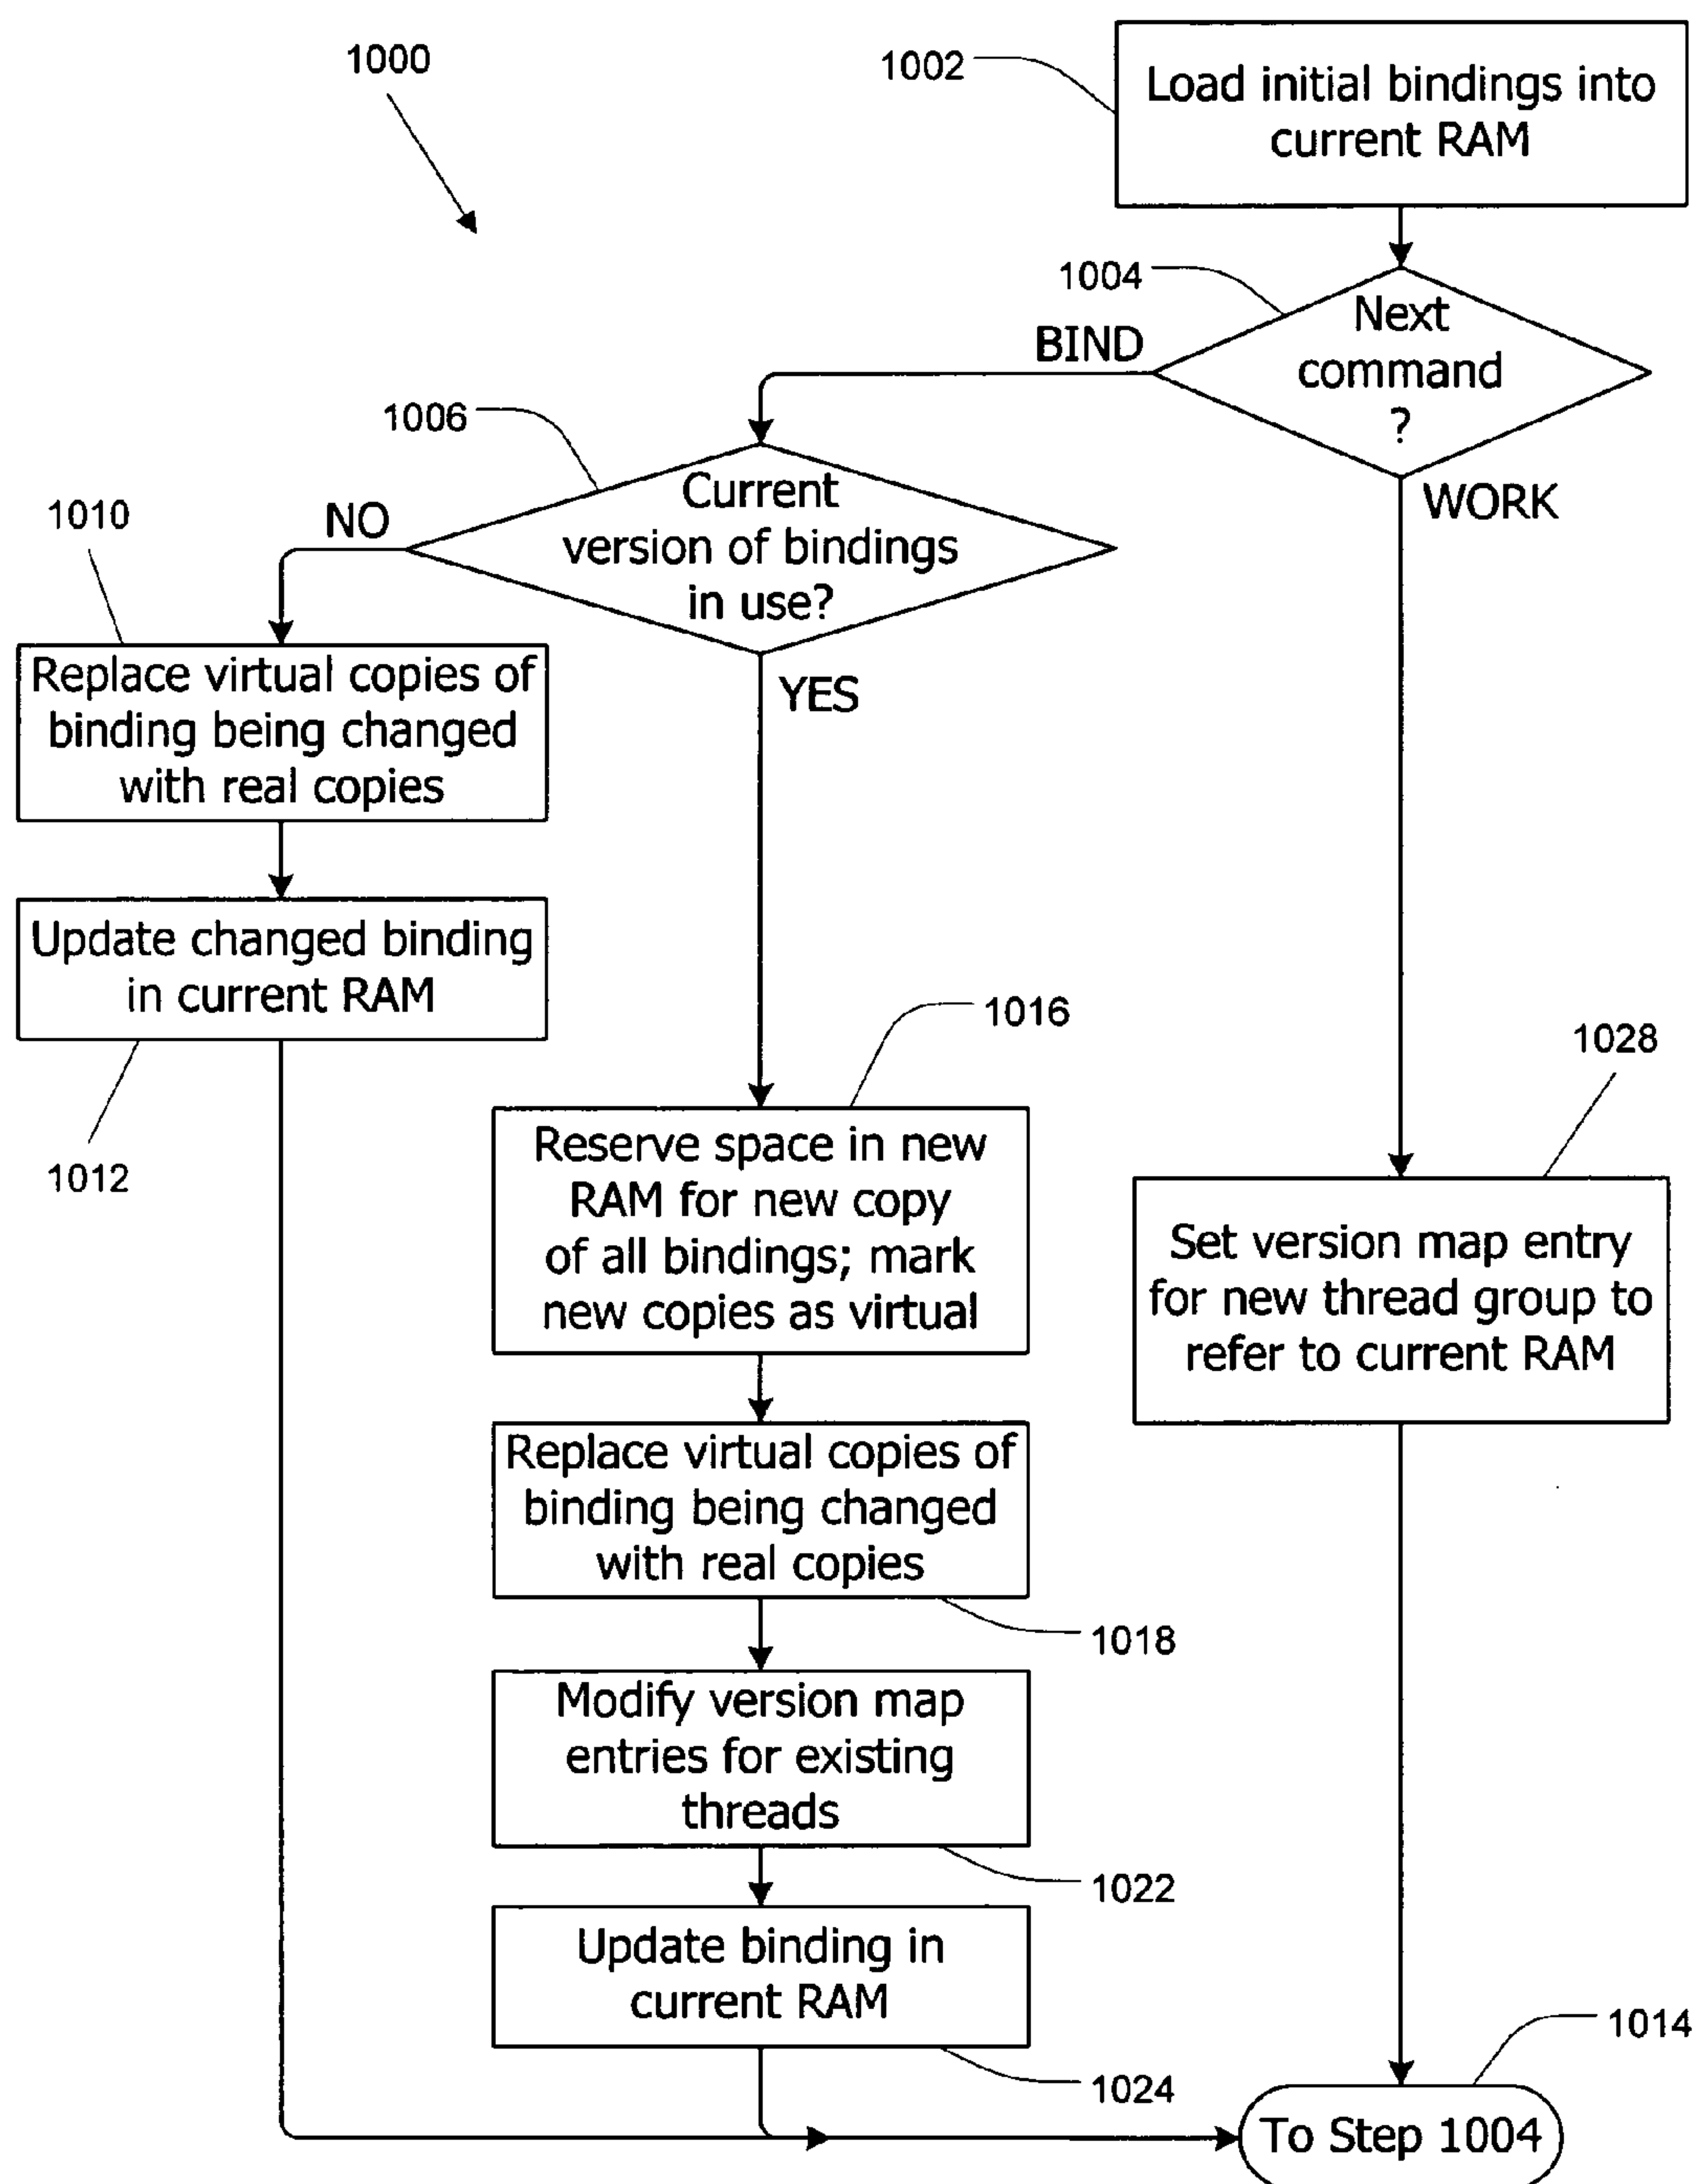 1000
1002
Load initial bindings into
current RAM
1004
Next
command
?
BIND
WORK
1006
Current
version of bindings
in use?
NO
YES
1010
Replace virtual copies of
binding being changed
with real copies
Update changed binding
in current RAM
1012
1016
Reserve space in new
RAM for new copy
of all bindings; mark
new copies as virtual
1028
Set version map entry
for new thread group to
refer to current RAM
Replace virtual copies of
binding being changed
with real copies
1018
Modify version map
entries for existing
threads
1022
Update binding in
current RAM
1024
1014
To Step 1004